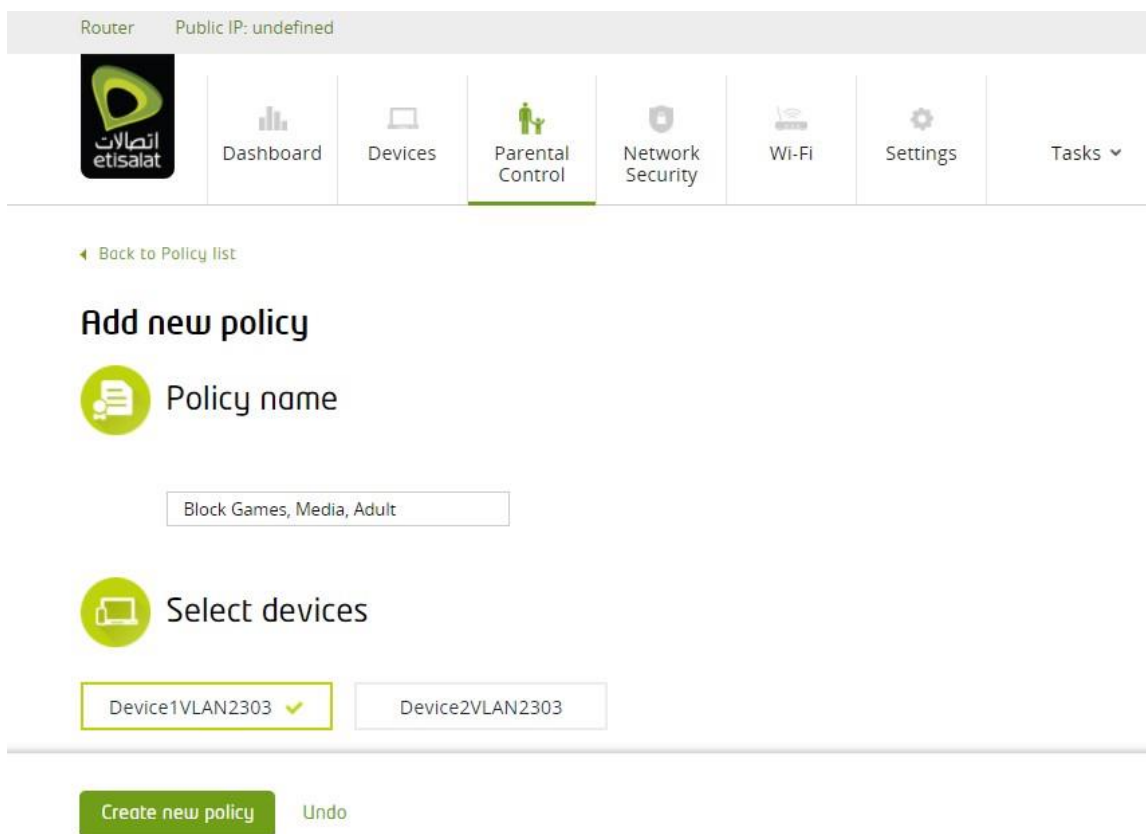 Router Public IP: undefined
اتصالات
etisalat
Dashboard Devices Parental Control Network Security Wi-Fi Settings Tasks
Back to Policy list
Add new policy
Policy name
Block Games, Media, Adult
Select devices
Device1VLAN2303 Device2VLAN2303
Create new policy Undo